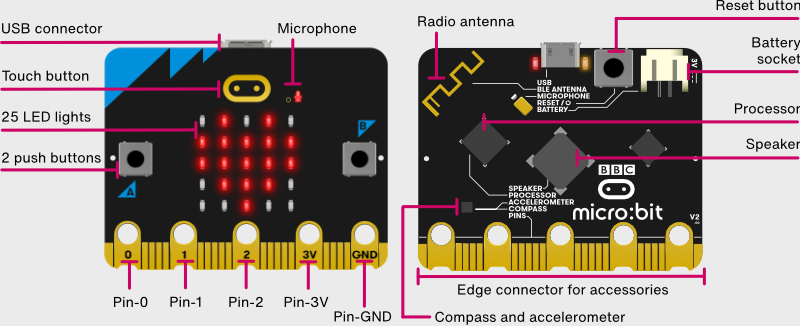 USB connector
Microphone
Touch button
25 LED lights
2 push buttons
B
A
0
1
2
3V
GND
Pin-0
Pin-1
Pin-2
Pin-3V
Pin-GND
Radio antenna
Reset button
Battery
socket
Processor
Speaker
3V
USB
BLE ANTENNA
MICROPHONE
RESET/
BATTERY
BBC
micro:bit
SPEAKER
PROCESSOR
ACCELEROMETER
COMPASS
PINS
V2
Edge connector for accessories
Compass and accelerometer